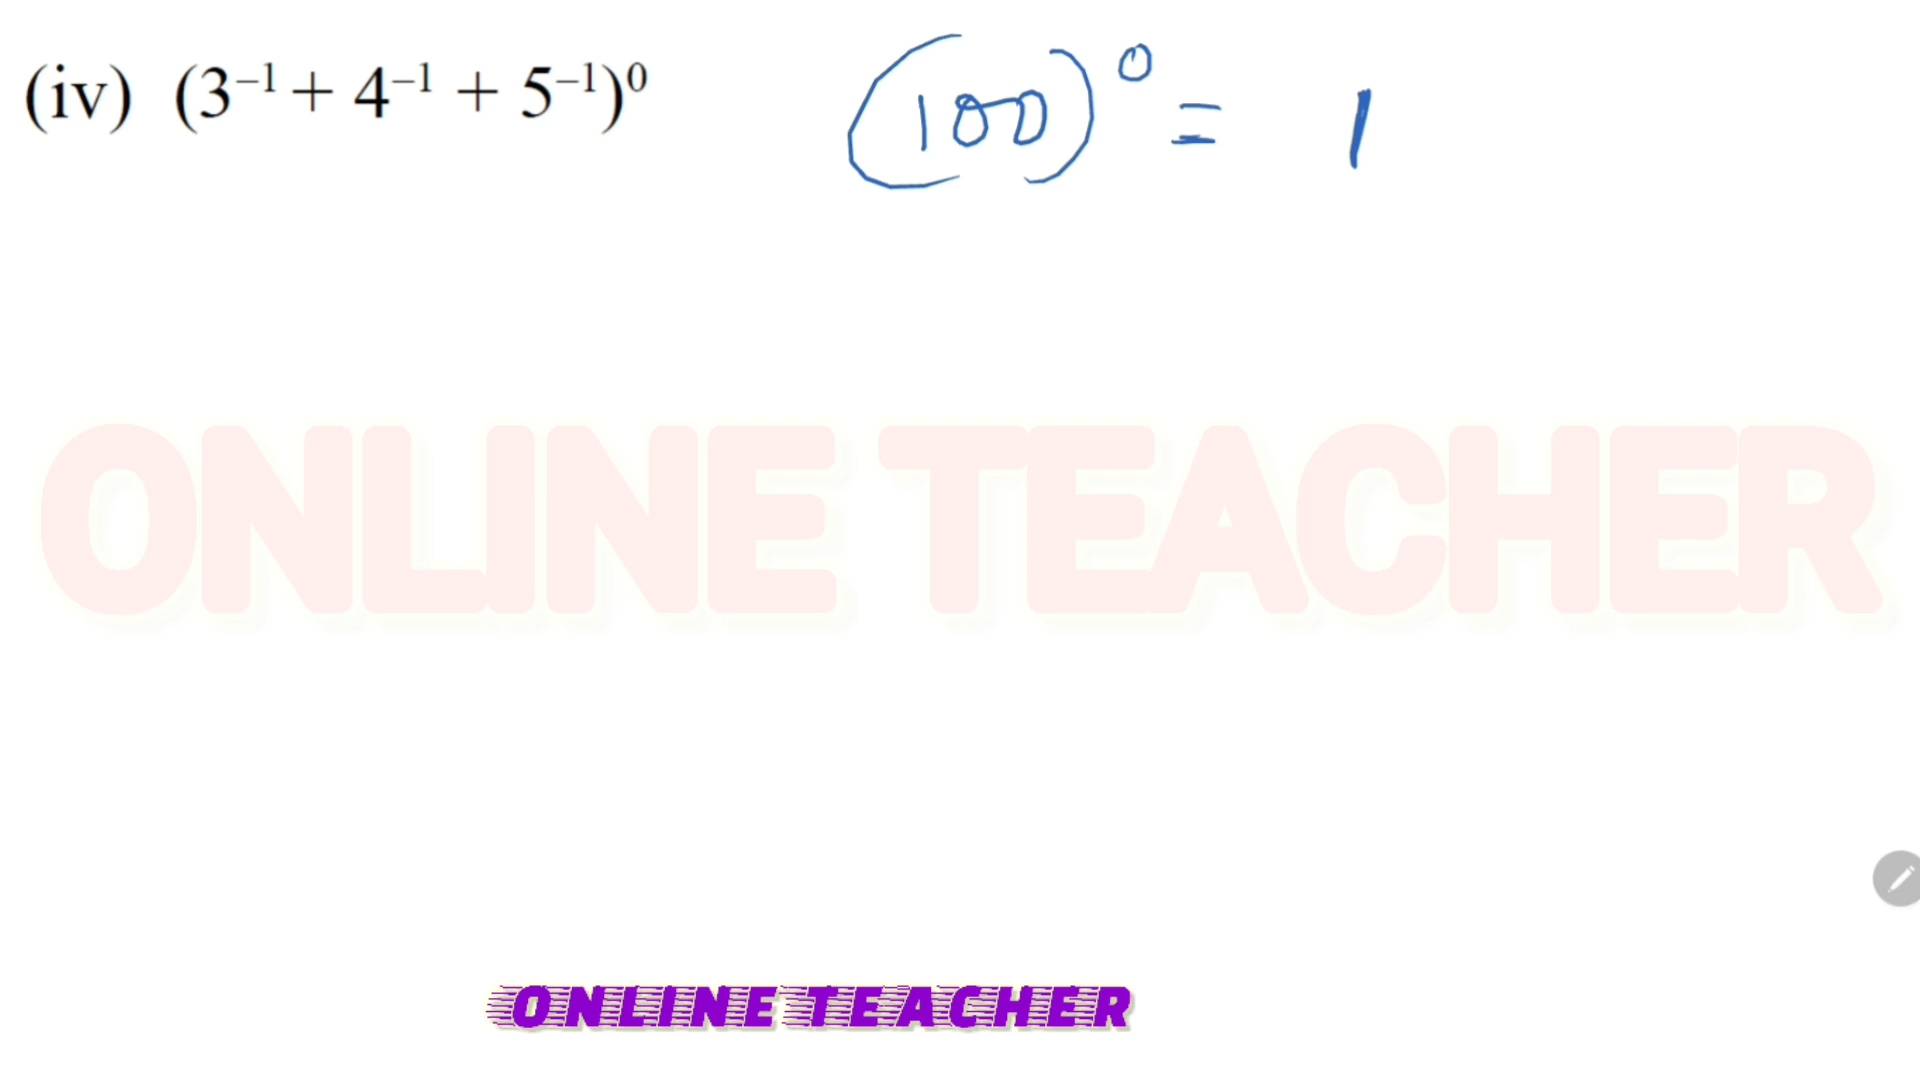 (iv) (3⁻¹ + 4⁻¹ + 5⁻¹)⁰ (100)⁰ = 1
ONLINE TEACHER
ONLINE TEACHER